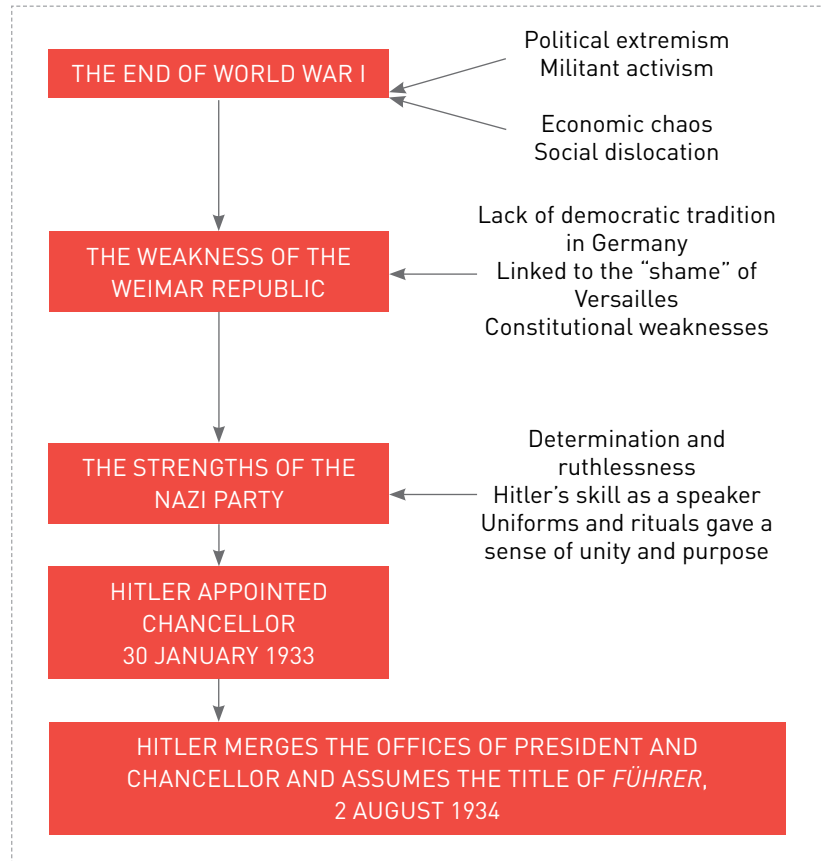 THE END OF WORLD WAR I
Political extremism
Militant activism
Economic chaos
Social dislocation
THE WEAKNESS OF THE
WEIMAR REPUBLIC
Lack of democratic tradition
in Germany
Linked to the “shame” of
Versailles
Constitutional weaknesses
THE STRENGTHS OF THE
NAZI PARTY
Determination and
ruthlessness
Hitler’s skill as a speaker
Uniforms and rituals gave a
sense of unity and purpose
HITLER APPOINTED
CHANCELLOR
30 JANUARY 1933
HITLER MERGES THE OFFICES OF PRESIDENT AND
CHANCELLOR AND ASSUMES THE TITLE OF FÜHRER,
2 AUGUST 1934